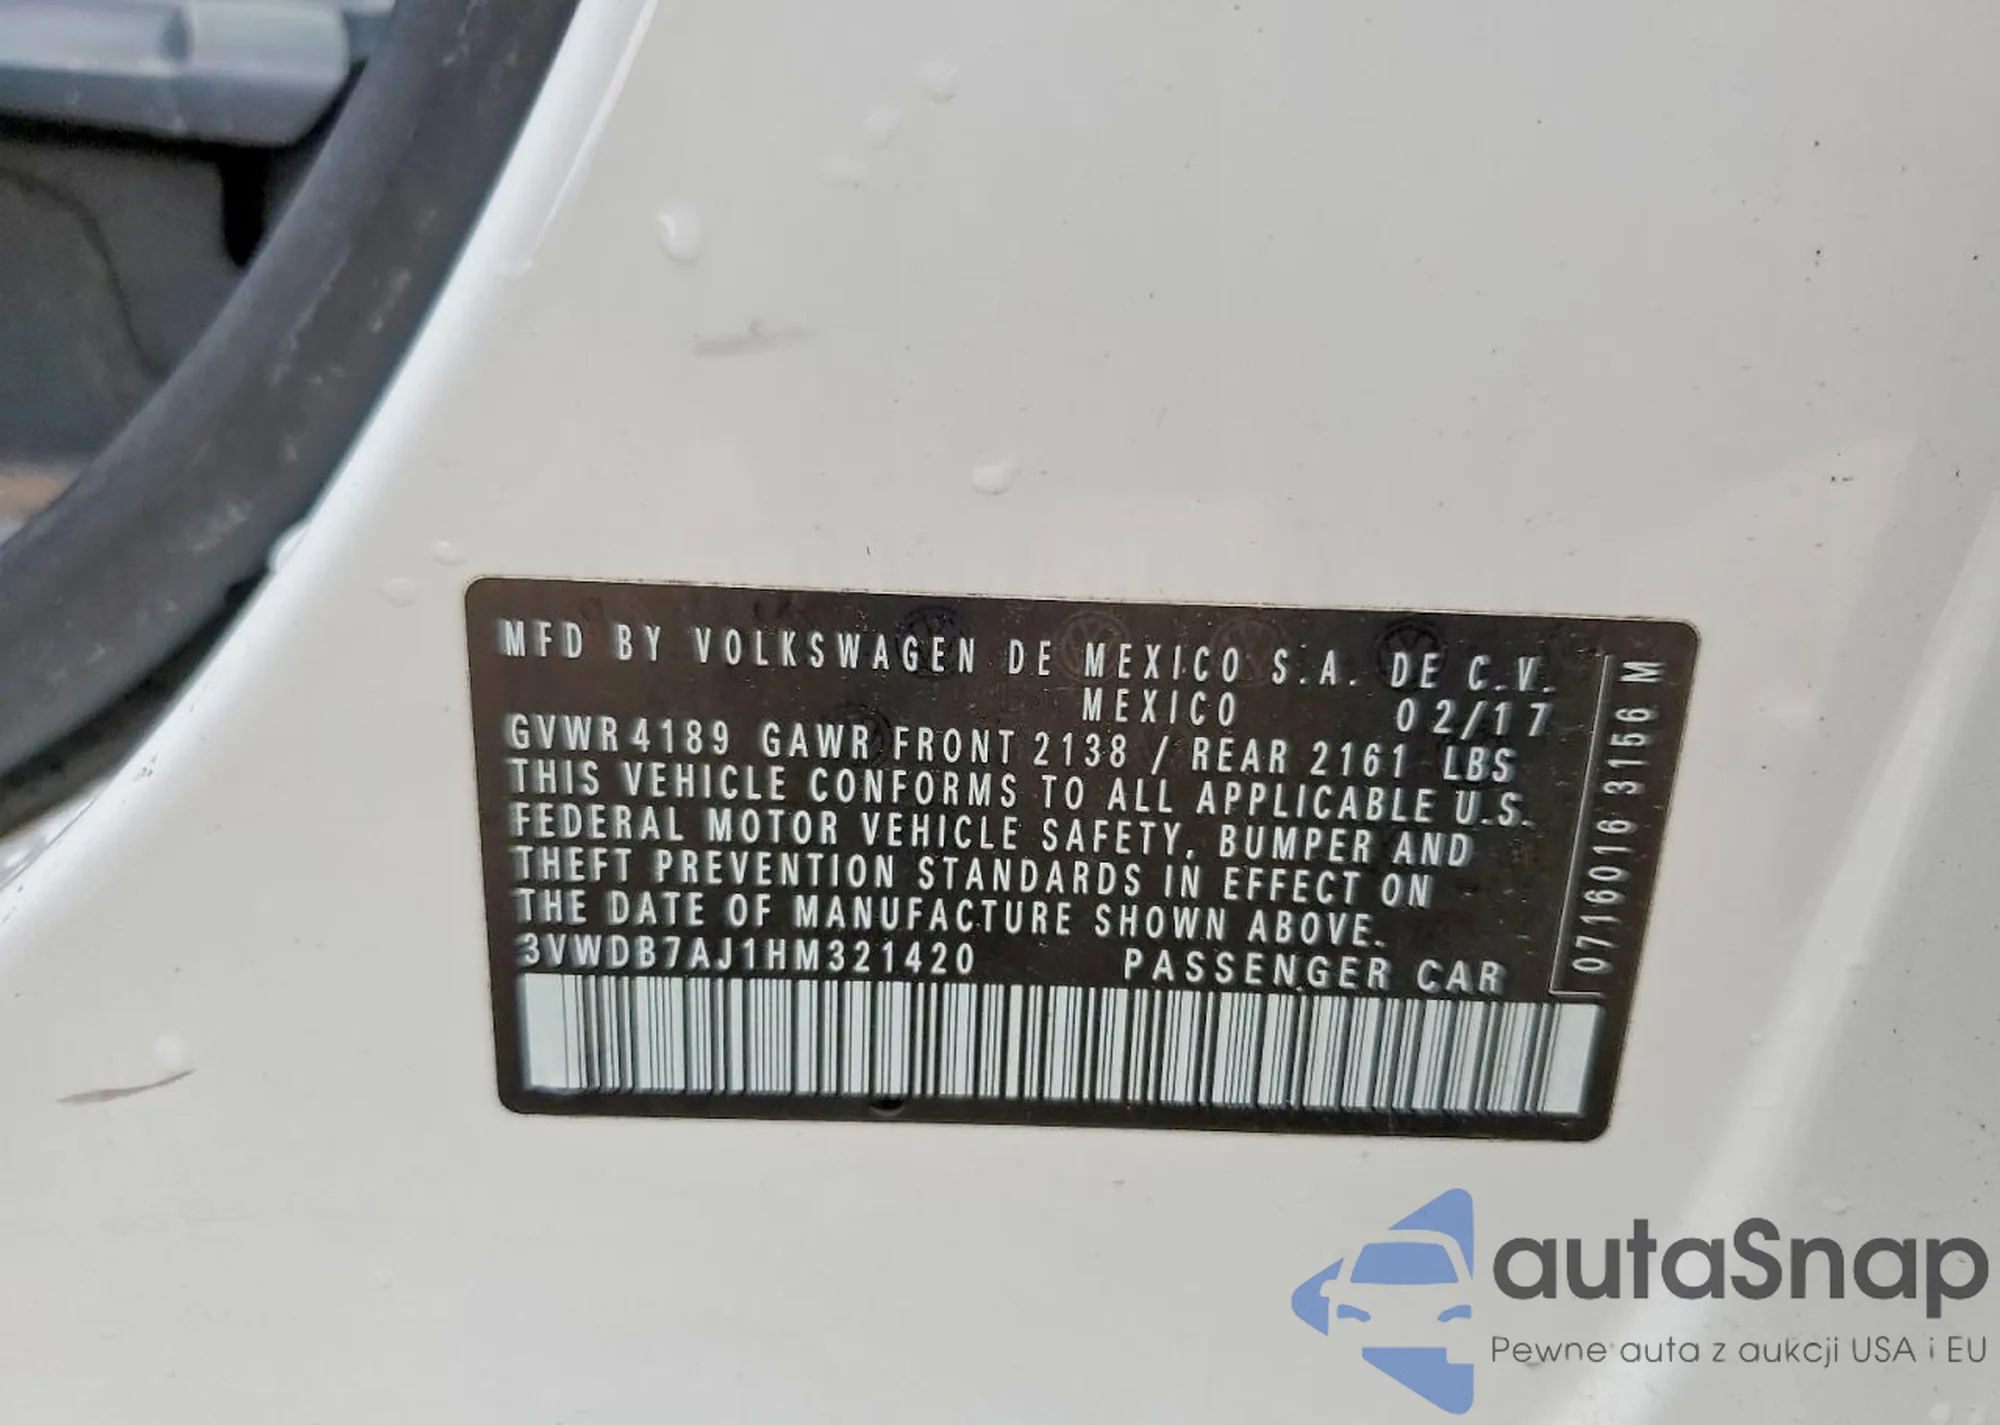 MFD BY VOLKSWAGEN DE MEXICO S.A. DE C.V.
MEXICO 02/17
GVWR 4189 GAWR FRONT 2138 / REAR 2161 LBS
THIS VEHICLE CONFORMS TO ALL APPLICABLE U.S.
FEDERAL MOTOR VEHICLE SAFETY, BUMPER AND
THEFT PREVENTION STANDARDS IN EFFECT ON
THE DATE OF MANUFACTURE SHOWN ABOVE.
3VWDB7AJ1HM321420 PASSENGER CAR
0716016 3156 M
autaSnap
Pewne auta z aukcji USA i EU